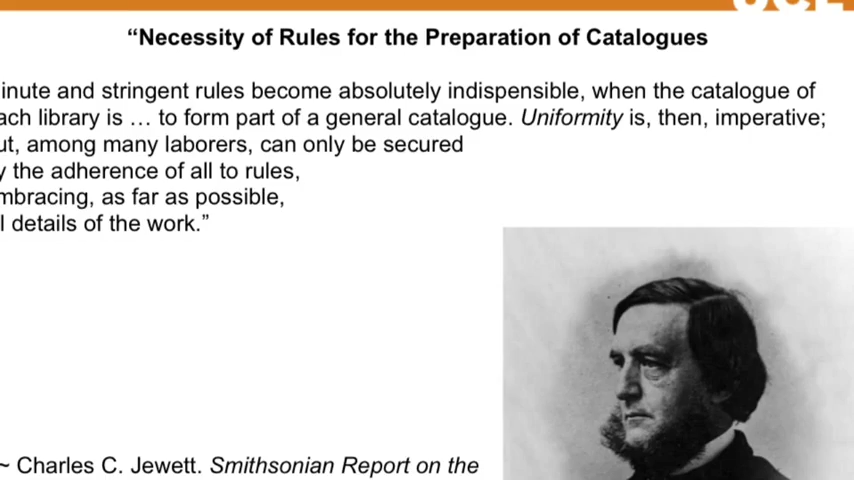 “Necessity of Rules for the Preparation of Catalogues
inute and stringent rules become absolutely indispensible, when the catalogue of
ach library is … to form part of a general catalogue. Uniformity is, then, imperative;
ut, among many laborers, can only be secured
y the adherence of all to rules,
mbracing, as far as possible,
l details of the work.”
~ Charles C. Jewett. Smithsonian Report on the